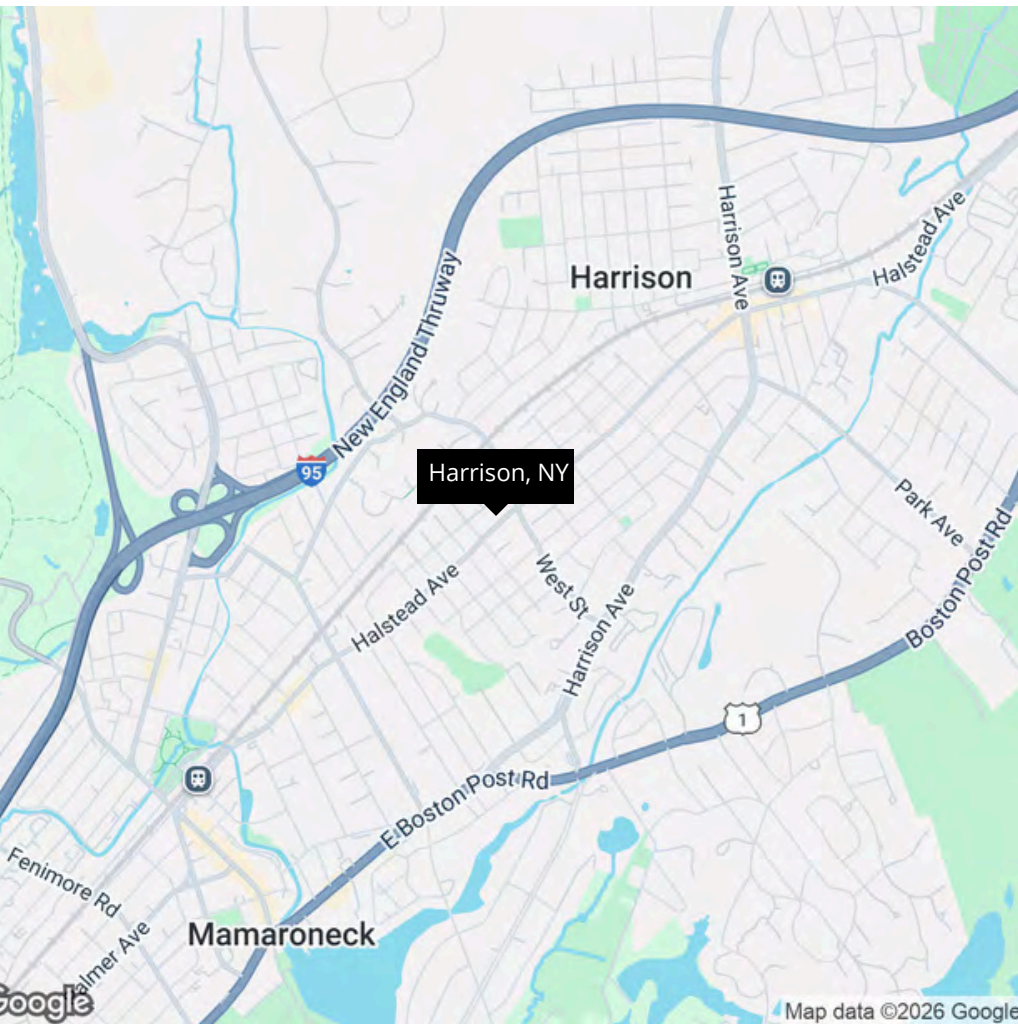 Harrison Ave
Halstead Ave
Harrison
New England Thruway
95
Harrison, NY
Park Ave
Boston Post Rd
West St
Halstead Ave
Harrison Ave
1
E Boston Post Rd
Fenimore Rd
Mamaroneck
almer Ave
Google
Map data ©2026 Google